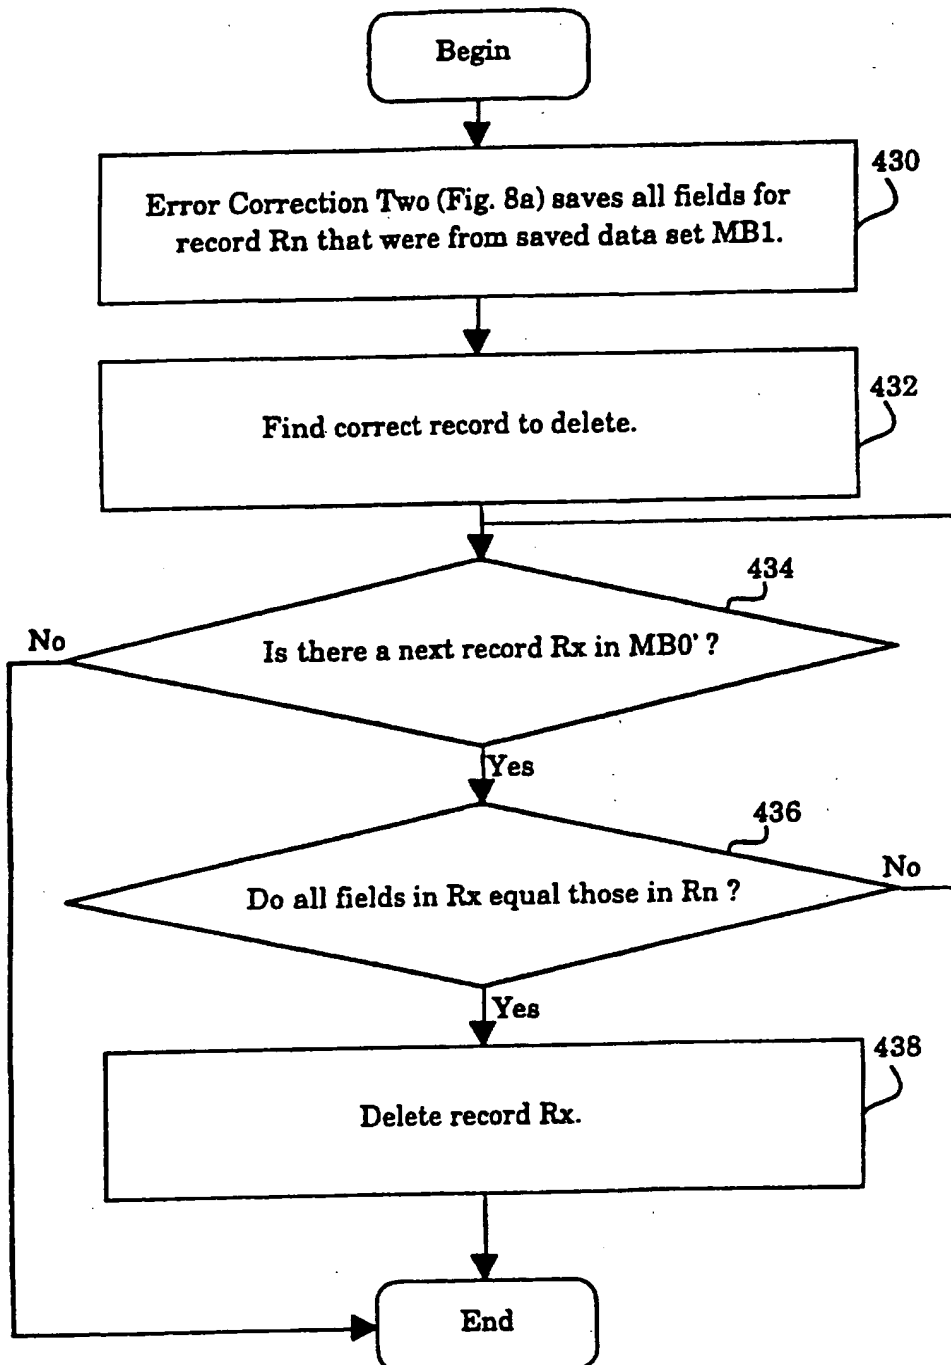 Begin
430
Error Correction Two (Fig. 8a) saves all fields for
record Rn that were from saved data set MB1.
432
Find correct record to delete.
434
No
Is there a next record Rx in MB0' ?
Yes
436
No
Do all fields in Rx equal those in Rn ?
Yes
438
Delete record Rx.
End